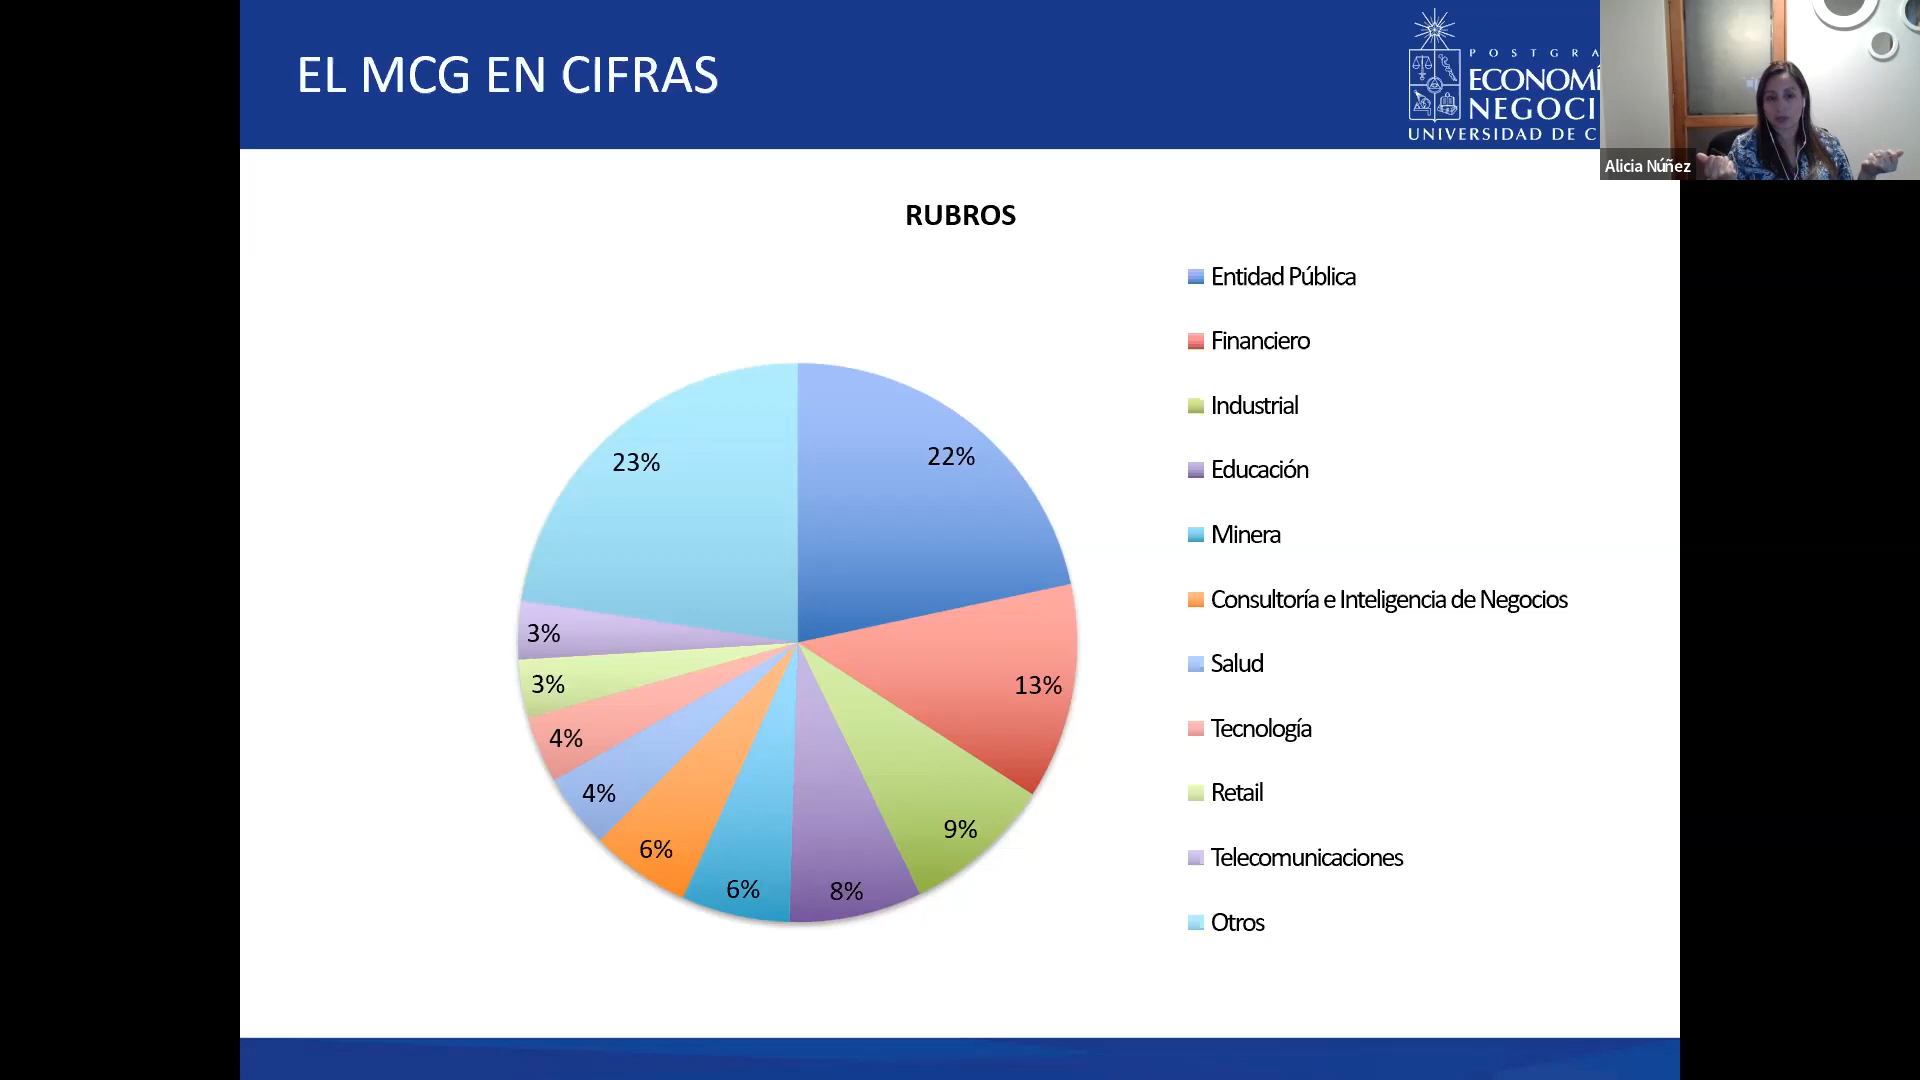 EL MCG EN CIFRAS
POSTGRA
ECONOMÍ
NEGOCI
UNIVERSIDAD DE C
Alicia Núñez
RUBROS
Entidad Pública
Financiero
Industrial
Educación
Minera
Consultoría e Inteligencia de Negocios
Salud
Tecnología
Retail
Telecomunicaciones
Otros
22%
13%
9%
8%
6%
6%
4%
4%
3%
3%
23%